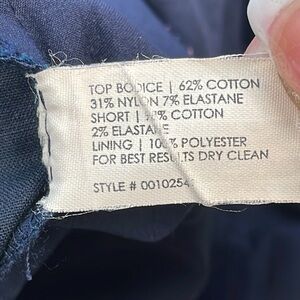 TOP BODICE | 62% COTTON
31% NYLON 7% ELASTANE
SHORT | COTTON
2% ELASTANE
LINING | 100% POLYESTER
FOR BEST RESULTS DRY CLEAN
STYLE # 0010254